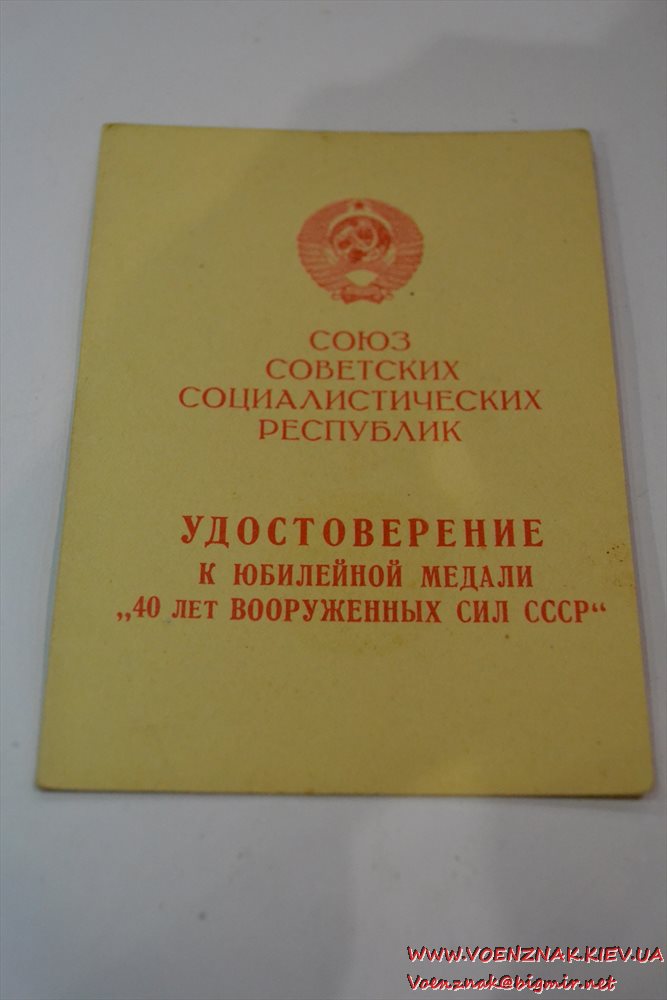 СОЮЗ
СОВЕТСКИХ
СОЦИАЛИСТИЧЕСКИХ
РЕСПУБЛИК
УДОСТОВЕРЕНИЕ
К ЮБИЛЕЙНОЙ МЕДАЛИ
„40 ЛЕТ ВООРУЖЕННЫХ СИЛ СССР“
WWW.VOENZNAK.KIEV.UA
Voenznak@bigmir.net